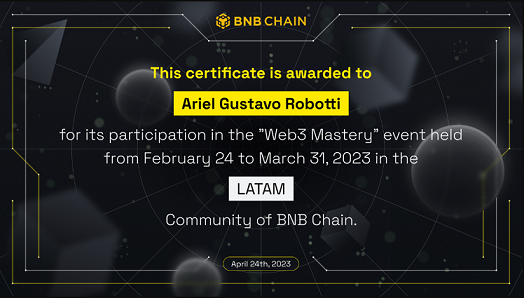 BNB CHAIN
This certificate is awarded to
Ariel Gustavo Robotti
for its participation in the "Web3 Mastery" event held
from February 24 to March 31, 2023 in the
LATAM
Community of BNB Chain.
April 24th, 2023